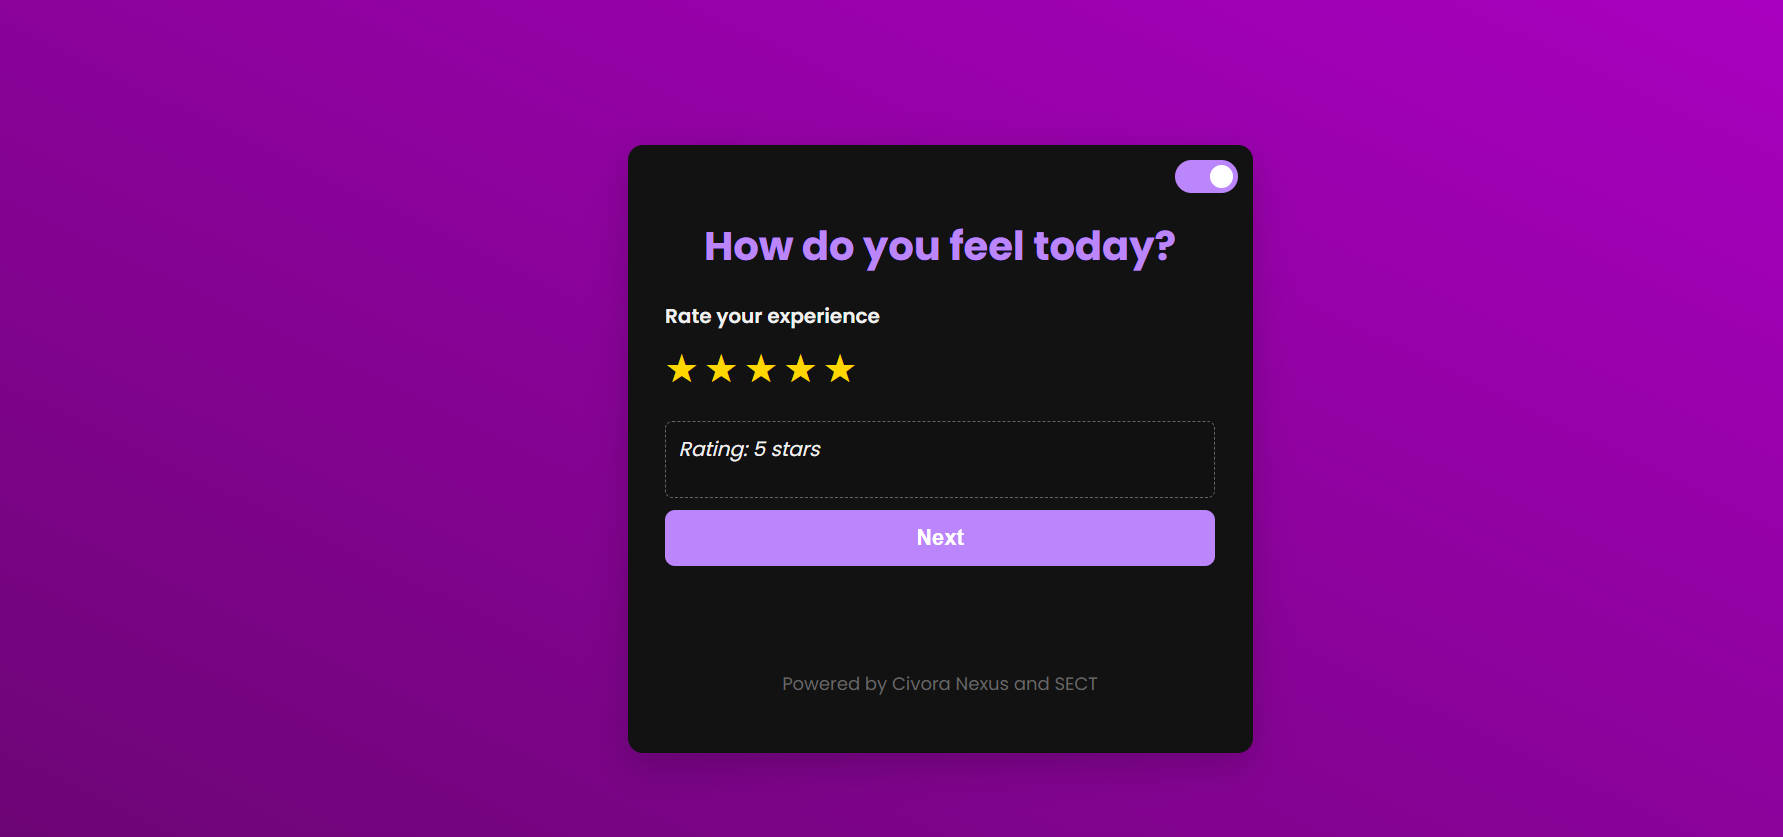 How do you feel today?
Rate your experience
Rating: 5 stars
Next
Powered by Civora Nexus and SECT